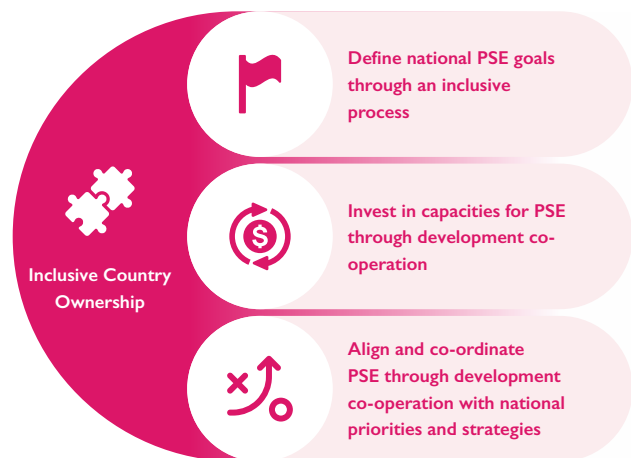 Define national PSE goals
through an inclusive
process
Inclusive Country
Ownership
Invest in capacities for PSE
through development co-
operation
Align and co-ordinate
PSE through development
co-operation with national
priorities and strategies